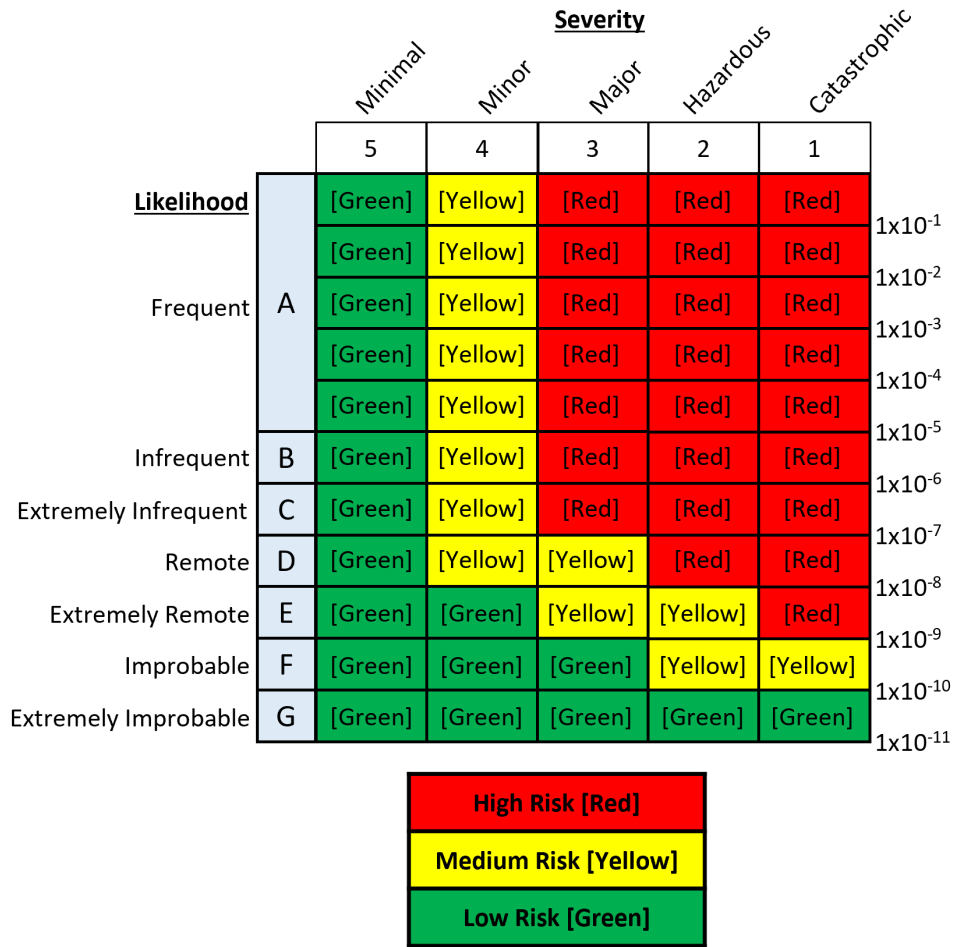 Severity
Minimal
Minor
Major
Hazardous
Catastrophic
5 4 3 2 1
Likelihood
[Green] [Yellow] [Red] [Red] [Red]
1x10⁻¹
[Green] [Yellow] [Red] [Red] [Red]
1x10⁻²
Frequent A [Green] [Yellow] [Red] [Red] [Red]
1x10⁻³
[Green] [Yellow] [Red] [Red] [Red]
1x10⁻⁴
[Green] [Yellow] [Red] [Red] [Red]
1x10⁻⁵
Infrequent B [Green] [Yellow] [Red] [Red] [Red]
1x10⁻⁶
Extremely Infrequent C [Green] [Yellow] [Red] [Red] [Red]
1x10⁻⁷
Remote D [Green] [Yellow] [Yellow] [Red] [Red]
1x10⁻⁸
Extremely Remote E [Green] [Green] [Yellow] [Yellow] [Red]
1x10⁻⁹
Improbable F [Green] [Green] [Green] [Yellow] [Yellow]
1x10⁻¹⁰
Extremely Improbable G [Green] [Green] [Green] [Green] [Green]
1x10⁻¹¹
High Risk [Red]
Medium Risk [Yellow]
Low Risk [Green]